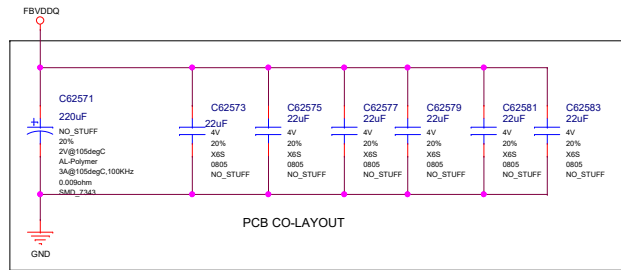 FBVDDQ
C62571
220uF
NO_STUFF
20%
2V@105degC
AL-Polymer
3A@105degC,100KHz
0.009ohm
SMD_7343
C62573
22uF
4V
20%
X6S
0805
NO_STUFF
C62575
22uF
4V
20%
X6S
0805
NO_STUFF
C62577
22uF
4V
20%
X6S
0805
NO_STUFF
C62579
22uF
4V
20%
X6S
0805
NO_STUFF
C62581
22uF
4V
20%
X6S
0805
NO_STUFF
C62583
22uF
4V
20%
X6S
0805
NO_STUFF
PCB CO-LAYOUT
GND